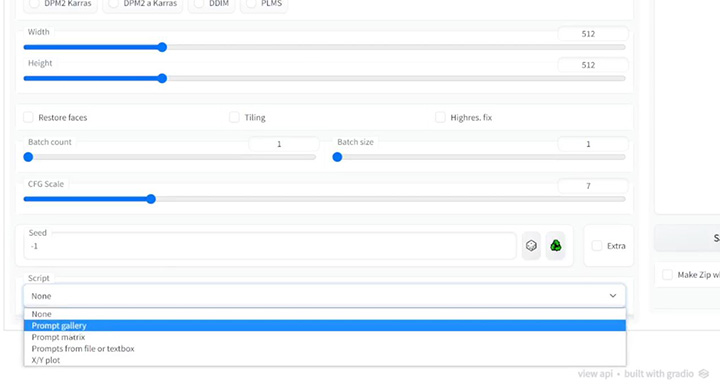 DPM2 Karras DPM2 a Karras DDIM PLMS
Width 512
Height 512
Restore faces Tiling Highres. fix
Batch count 1 Batch size 1
CFG Scale 7
Seed
-1
Extra
Make Zip
Script
None
None
Prompt gallery
Prompt matrix
Prompts from file or textbox
X/Y plot
view api • built with gradio